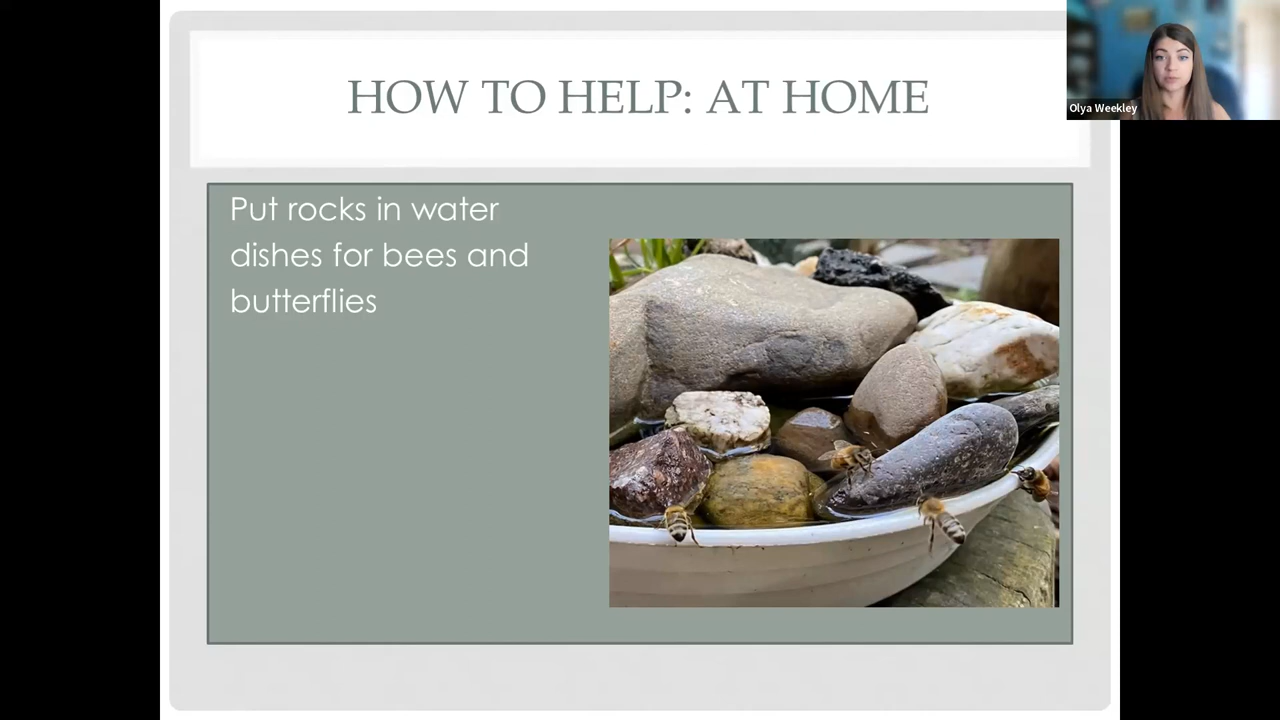 HOW TO HELP: AT HOME
Olya Weekley
Put rocks in water
dishes for bees and
butterflies